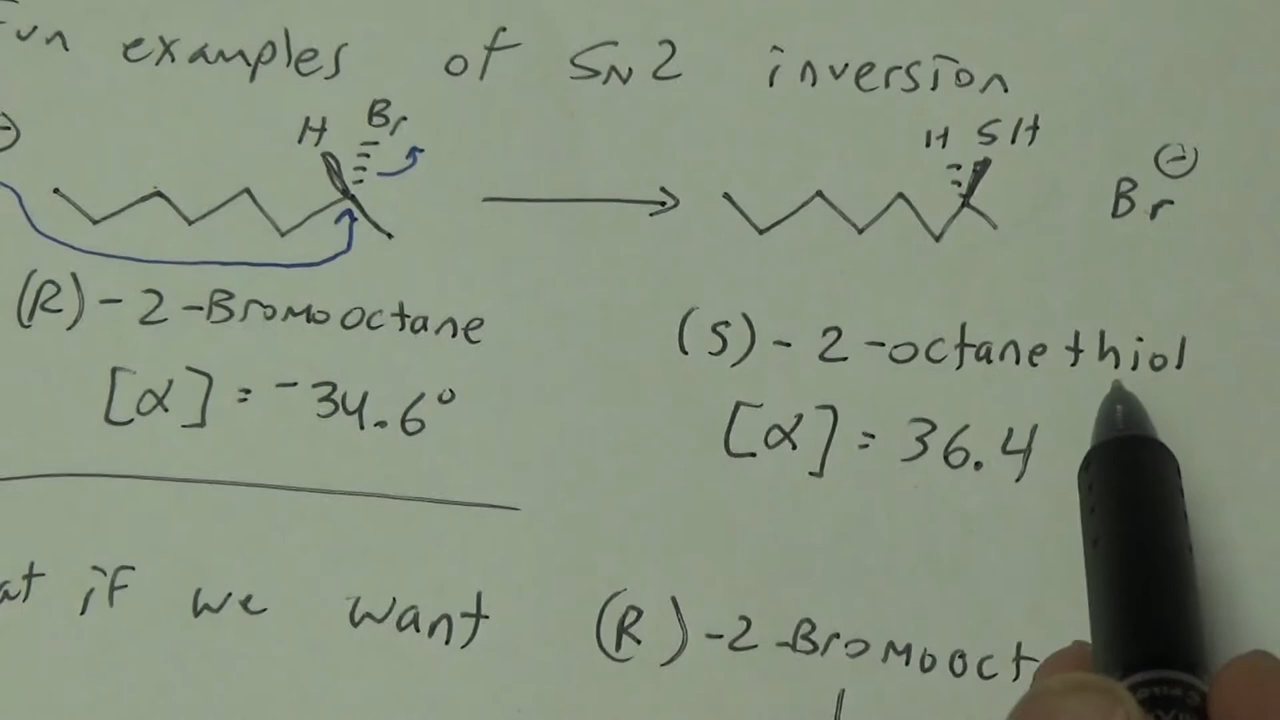 examples of SN2 inversion
H Br H SH
Br ⊖
(R)-2-Bromooctane
(S)-2-octanethiol
[α] = -34.6°
[α] = 36.4
if we want (R)-2-Bromooct